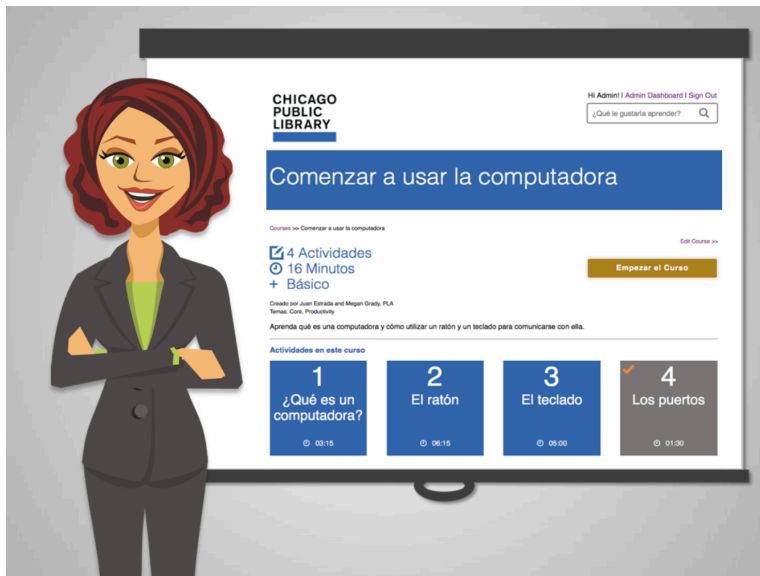 CHICAGO
PUBLIC
LIBRARY
Hi Admin! | Admin Dashboard | Sign Out
¿Qué le gustaría aprender?
Comenzar a usar la computadora
Courses >> Comenzar a usar la computadora
Edit Course >>
4 Actividades
16 Minutos
+ Básico
Empezar el Curso
Creado por Juan Estrada and Megan Grady, PLA
Temas: Core, Productivity
Aprenda qué es una computadora y cómo utilizar un ratón y un teclado para comunicarse con ella.
Actividades en este curso
1
¿Qué es un
computadora?
03:15
2
El ratón
06:15
3
El teclado
05:00
4
Los puertos
01:30